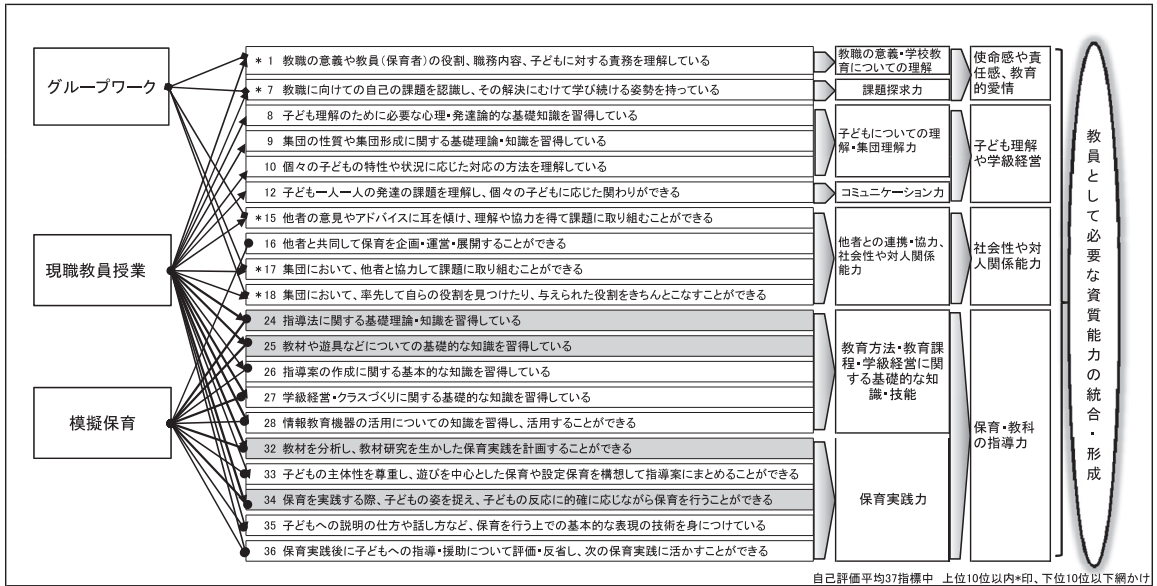 グループワーク
現職教員授業
模擬保育
*1 教職の意義や教員(保育者)の役割、職務内容、子どもに対する責務を理解している
*7 教職に向けての自己の課題を認識し、その解決にむけて学び続ける姿勢を持っている
8 子ども理解のために必要な心理・発達論的な基礎知識を習得している
9 集団の性質や集団形成に関する基礎理論・知識を習得している
10 個々の子どもの特性や状況に応じた対応の方法を理解している
12 子ども一人一人の発達の課題を理解し、個々の子どもに応じた関わりができる
*15 他者の意見やアドバイスに耳を傾け、理解や協力を得て課題に取り組むことができる
16 他者と共同して保育を企画・運営・展開することができる
*17 集団において、他者と協力して課題に取り組むことができる
*18 集団において、率先して自らの役割を見つけたり、与えられた役割をきちんとこなすことができる
24 指導法に関する基礎理論・知識を習得している
25 教材や遊具などについての基礎的な知識を習得している
26 指導案の作成に関する基本的な知識を習得している
27 学級経営・クラスづくりに関する基礎的な知識を習得している
28 情報教育機器の活用についての知識を習得し、活用することができる
32 教材を分析し、教材研究を生かした保育実践を計画することができる
33 子どもの主体性を尊重し、遊びを中心とした保育や設定保育を構想して指導案にまとめることができる
34 保育を実践する際、子どもの姿を捉え、子どもの反応に的確に応じながら保育を行うことができる
35 子どもへの説明の仕方や話し方など、保育を行う上での基本的な表現の技術を身につけている
36 保育実践後に子どもへの指導・援助について評価・反省し、次の保育実践に活かすことができる
教職の意義・学校教
育についての理解
課題探求力
子どもについての理
解・集団理解力
コミュニケーション力
他者との連携・協力、
社会性や対人関係
能力
教育方法・教育課
程・学級経営に関
する基礎的な知
識・技能
保育実践力
使命感や責
任感、教育
的愛情
子ども理解
や学級経営
社会性や対
人関係能力
保育・教科
の指導力
教員として必要な資質能力の統合・形成
自己評価平均37指標中 上位10位以内*印、下位10位以下網かけ